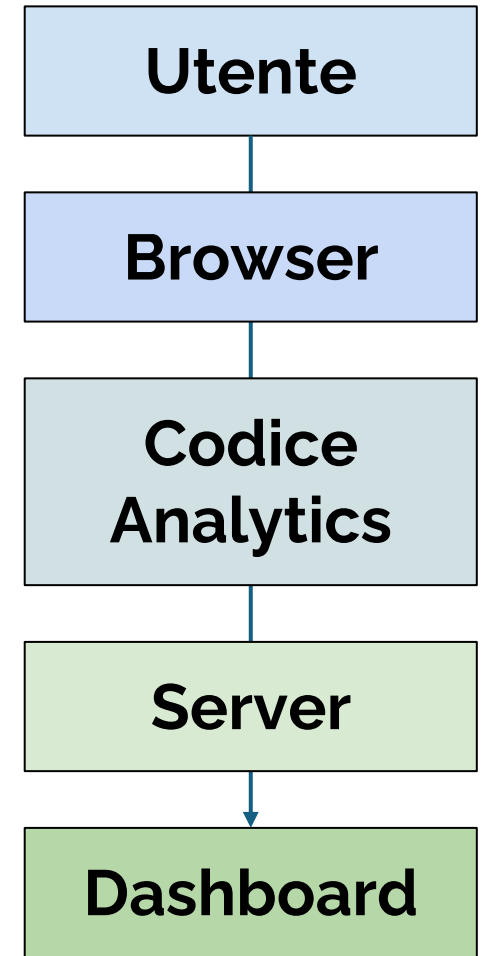 Utente
Browser
Codice
Analytics
Server
Dashboard